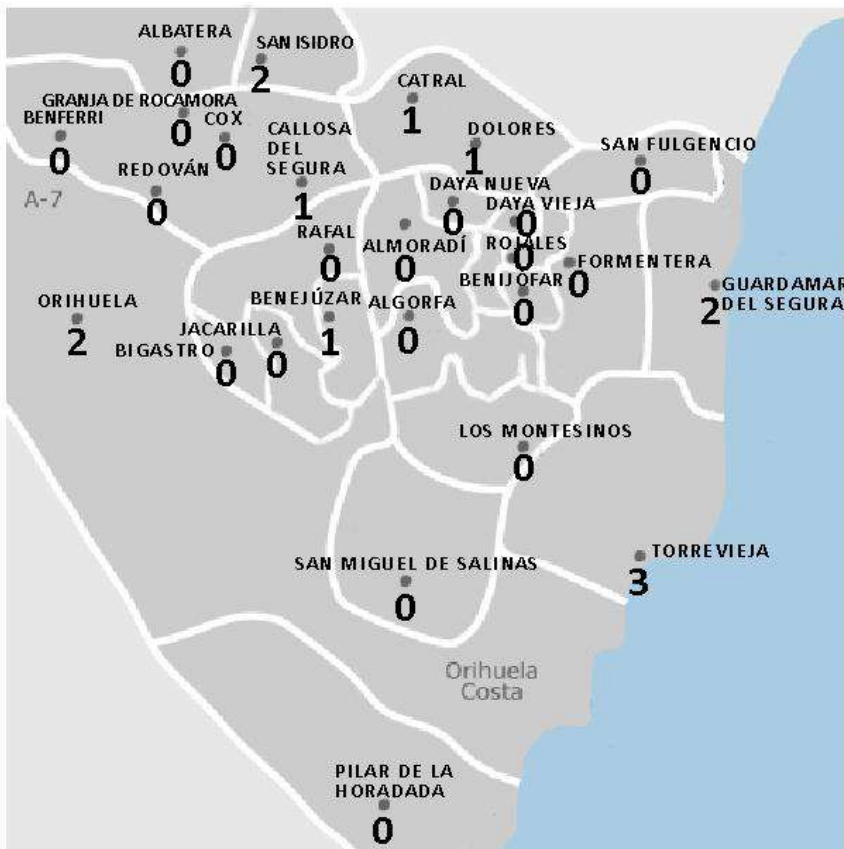 ALBATERA
0
SAN ISIDRO
2
CATRAL
1
GRANJA DE ROCAMORA
0
BENFERRI
0
COX
0
CALLOSA
DEL
SEGURA
1
DOLORES
1
SAN FULGENCIO
0
REDOVÁN
0
A-7
DAYA NUEVA
0
DAYA VIEJA
0
RAFAL
0
ALMORADÍ
0
ROJALES
0
BENIJÓFAR
0
FORMENTERA
0
GUARDAMAR
DEL SEGURA
2
ORIHUELA
2
BENEJÚZAR
1
ALGORFA
0
JACARILLA
0
BIGASTRO
0
LOS MONTESINOS
0
TORREVIEJA
3
SAN MIGUEL DE SALINAS
0
Orihuela
Costa
PILAR DE LA
HORADADA
0